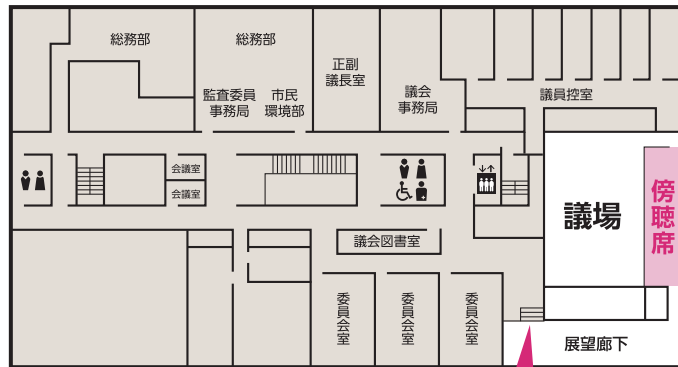 総務部
総務部
正副
議長室
議会
事務局
監査委員
事務局
市民
環境部
議員控室
会議室
会議室
議場
傍聴席
議会図書室
委員会室
委員会室
委員会室
展望廊下